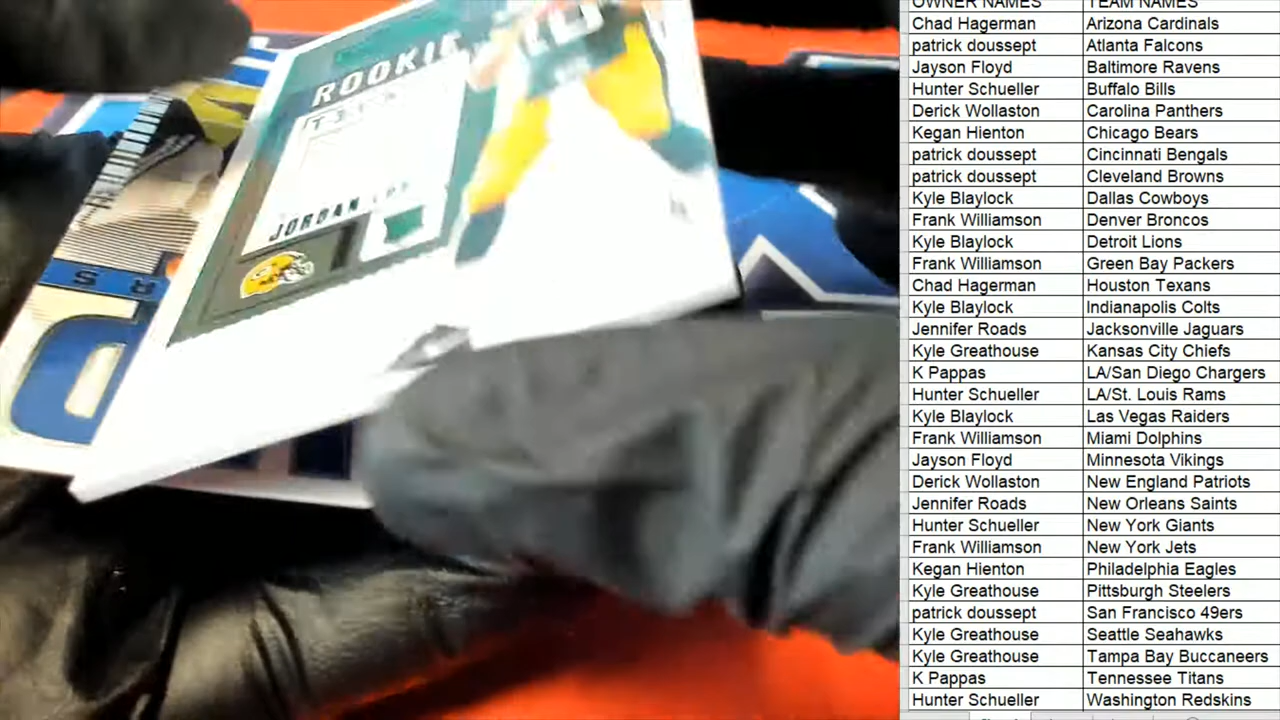 ROOKIE
JORDAN
OWNER NAMES TEAM NAMES
Chad Hagerman Arizona Cardinals
patrick doussept Atlanta Falcons
Jayson Floyd Baltimore Ravens
Hunter Schueller Buffalo Bills
Derick Wollaston Carolina Panthers
Kegan Hienton Chicago Bears
patrick doussept Cincinnati Bengals
patrick doussept Cleveland Browns
Kyle Blaylock Dallas Cowboys
Frank Williamson Denver Broncos
Kyle Blaylock Detroit Lions
Frank Williamson Green Bay Packers
Chad Hagerman Houston Texans
Kyle Blaylock Indianapolis Colts
Jennifer Roads Jacksonville Jaguars
Kyle Greathouse Kansas City Chiefs
K Pappas LA/San Diego Chargers
Hunter Schueller LA/St. Louis Rams
Kyle Blaylock Las Vegas Raiders
Frank Williamson Miami Dolphins
Jayson Floyd Minnesota Vikings
Derick Wollaston New England Patriots
Jennifer Roads New Orleans Saints
Hunter Schueller New York Giants
Frank Williamson New York Jets
Kegan Hienton Philadelphia Eagles
Kyle Greathouse Pittsburgh Steelers
patrick doussept San Francisco 49ers
Kyle Greathouse Seattle Seahawks
Kyle Greathouse Tampa Bay Buccaneers
K Pappas Tennessee Titans
Hunter Schueller Washington Redskins